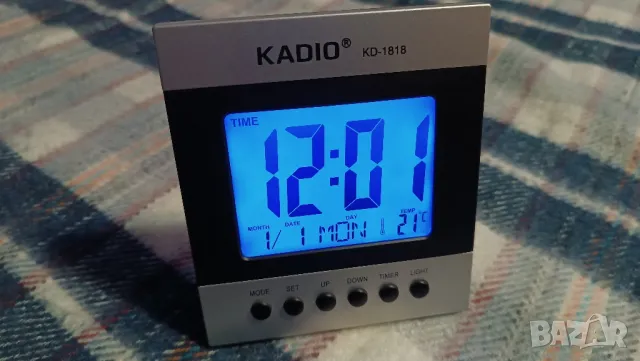 KADIO® KD-1818
TIME
12:01
MONTH DATE DAY TEMP
1/ 1 MON 21°C
MODE SET UP DOWN TIMER LIGHT
BAZAR